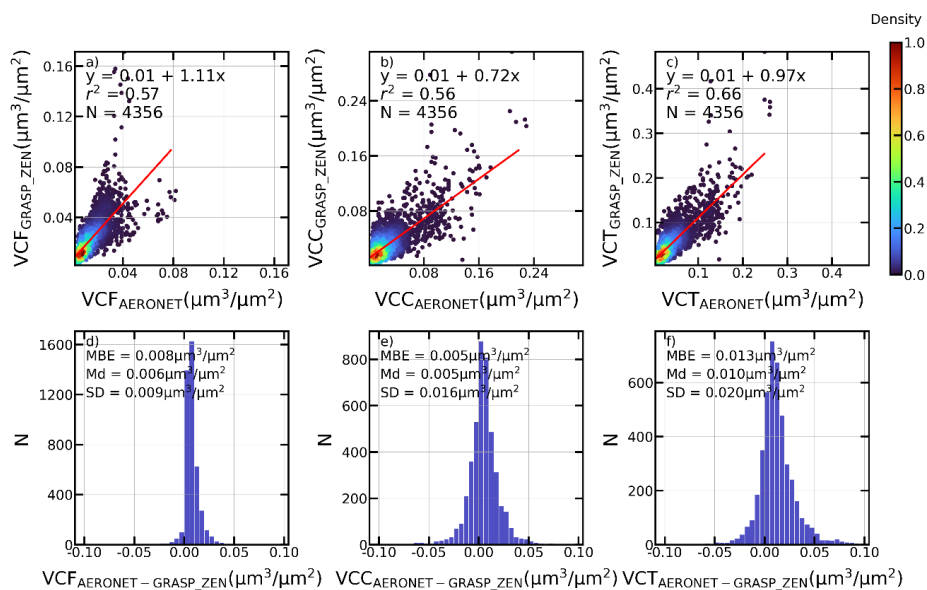 Density
a)
y = 0.01 + 1.11x
r² = 0.57
N = 4356
0.16
0.12
0.08
0.04
VCF_GRASP_ZEN(μm³/μm²)
0.04 0.08 0.12 0.16
VCF_AERONET(μm³/μm²)
b)
y = 0.01 + 0.72x
r² = 0.56
N = 4356
0.24
0.16
0.08
VCC_GRASP_ZEN(μm³/μm²)
0.08 0.16 0.24
VCC_AERONET(μm³/μm²)
c)
y = 0.01 + 0.97x
r² = 0.66
N = 4356
0.4
0.3
0.2
0.1
VCT_GRASP_ZEN(μm³/μm²)
0.1 0.2 0.3 0.4
VCT_AERONET(μm³/μm²)
1.0
0.8
0.6
0.4
0.2
0.0
d)
MBE = 0.008μm³/μm²
Md = 0.006μm³/μm²
SD = 0.009μm³/μm²
1600
1200
800
400
0
N
-0.10 -0.05 0.00 0.05 0.10
VCF_AERONET−GRASP_ZEN(μm³/μm²)
e)
MBE = 0.005μm³/μm²
Md = 0.005μm³/μm²
SD = 0.016μm³/μm²
800
600
400
200
0
N
-0.10 -0.05 0.00 0.05 0.10
VCC_AERONET−GRASP_ZEN(μm³/μm²)
f)
MBE = 0.013μm³/μm²
Md = 0.010μm³/μm²
SD = 0.020μm³/μm²
600
400
200
0
N
-0.10 -0.05 0.00 0.05 0.10
VCT_AERONET−GRASP_ZEN(μm³/μm²)